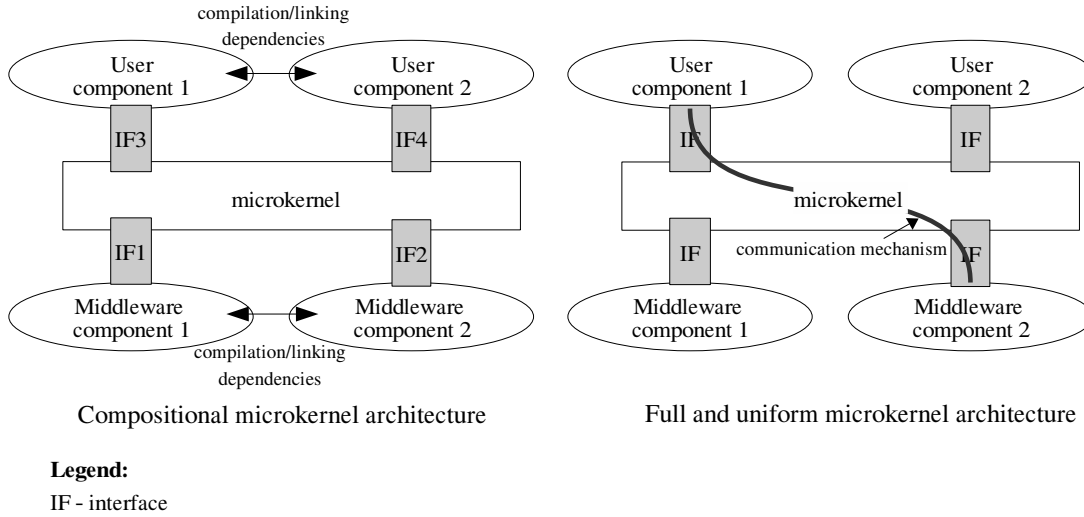 compilation/linking
dependencies
User
component 1
User
component 2
IF3
IF4
microkernel
IF1
IF2
Middleware
component 1
Middleware
component 2
compilation/linking
dependencies
Compositional microkernel architecture
User
component 1
User
component 2
IF
IF
microkernel
communication mechanism
IF
IF
Middleware
component 1
Middleware
component 2
Full and uniform microkernel architecture
Legend:
IF - interface